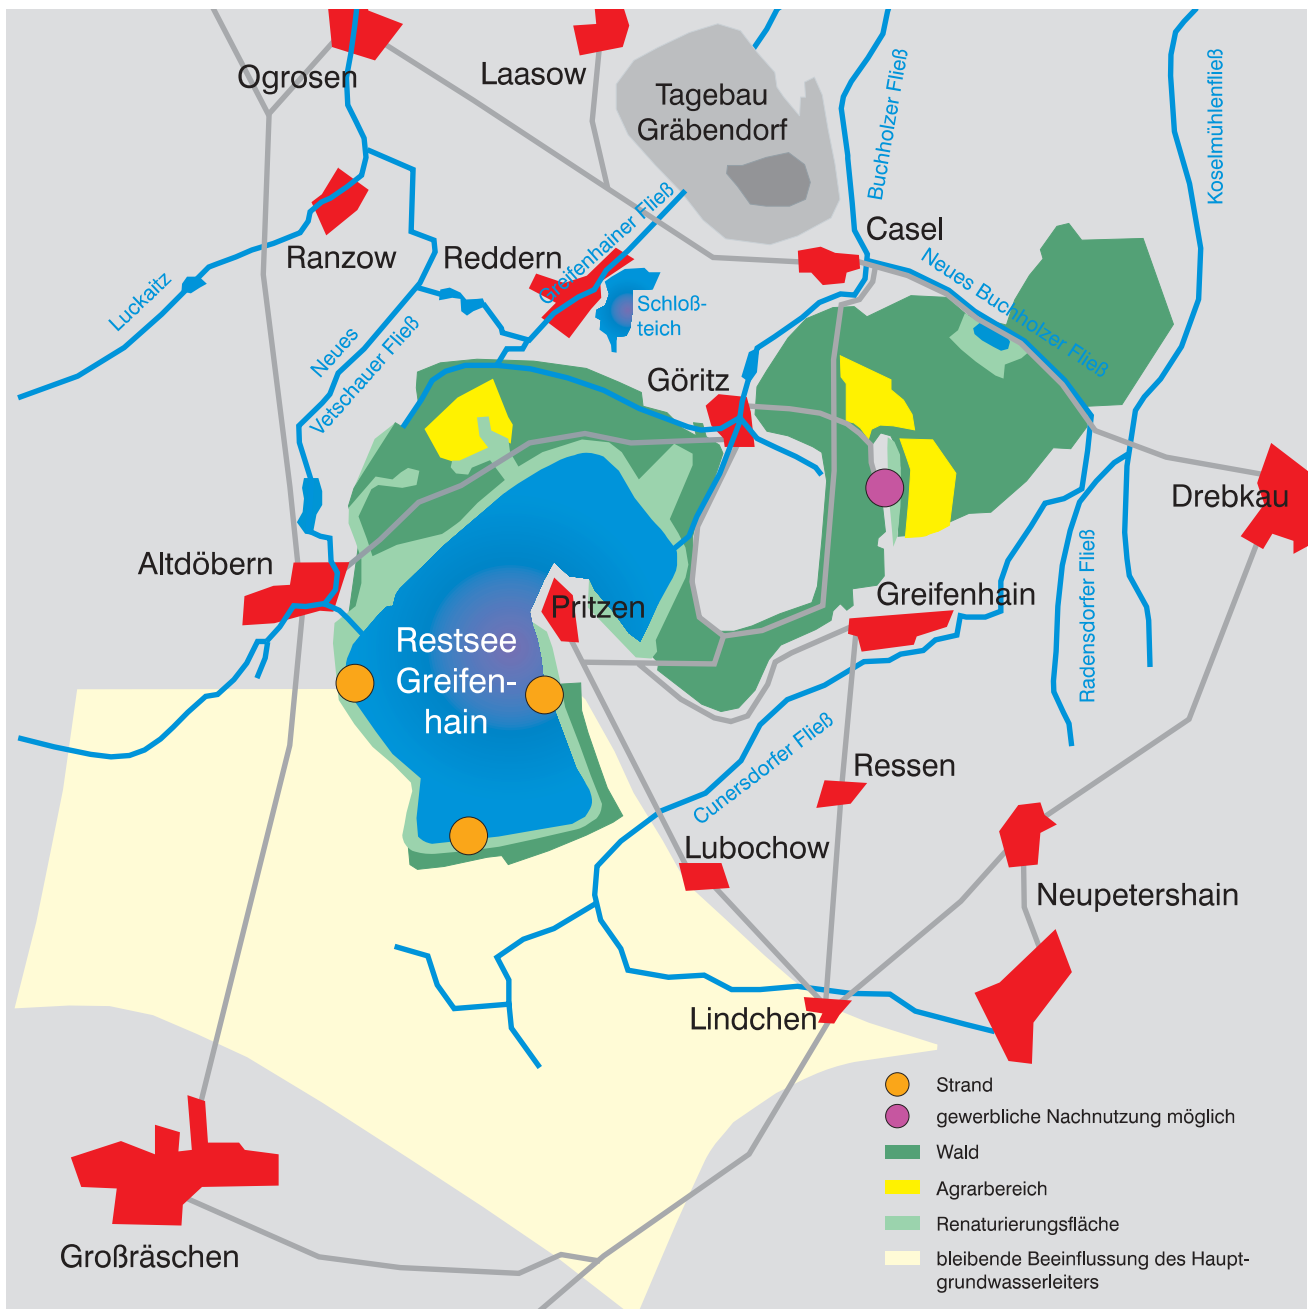 Ogrosen
Laasow
Tagebau
Gräbendorf
Buchholzer Fließ
Koselmühlenfließ
Ranzow
Reddern
Greifenhainer Fließ
Casel
Neues Buchholzer Fließ
Luckaitz
Schloß-
teich
Neues
Vetschauer Fließ
Göritz
Drebkau
Altdöbern
Pritzen
Greifenhain
Radensdorfer Fließ
Restsee
Greifen-
hain
Cunersdorfer Fließ
Ressen
Lubochow
Neupetershain
Lindchen
Großräschen
Strand
gewerbliche Nachnutzung möglich
Wald
Agrarbereich
Renaturierungsfläche
bleibende Beeinflussung des Haupt-
grundwasserleiters